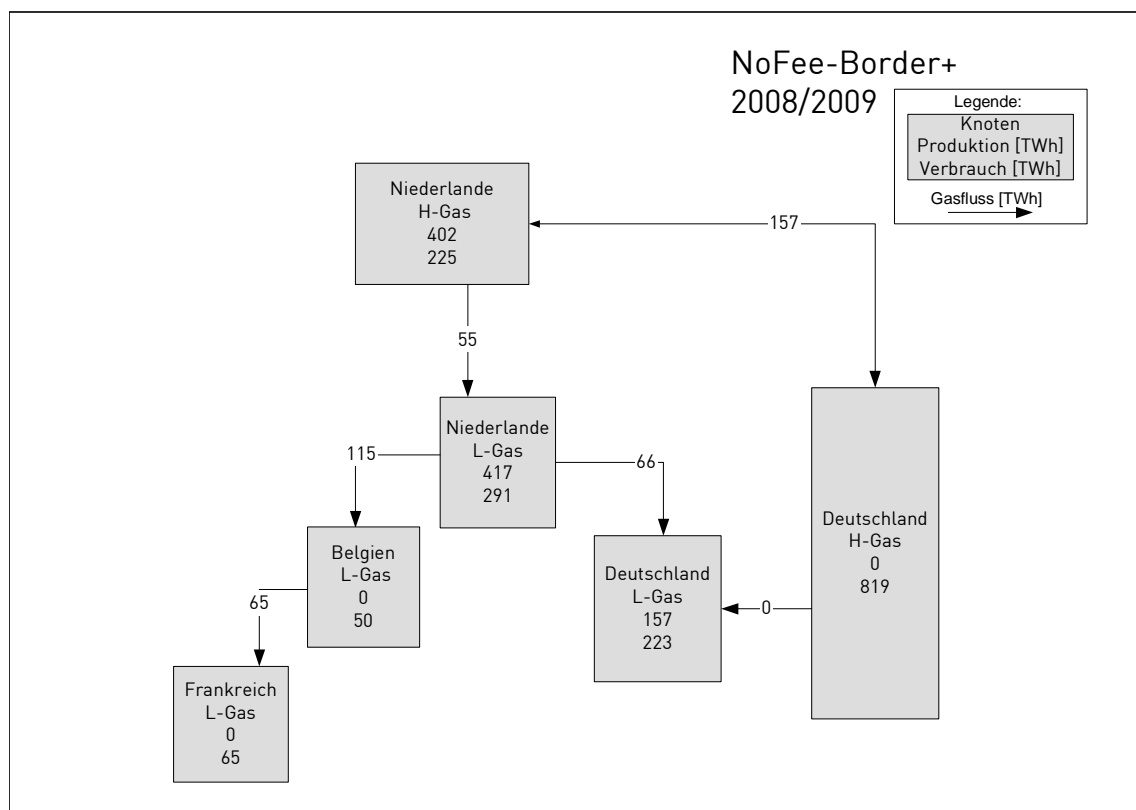 NoFee-Border+
2008/2009
Legende:
Knoten
Produktion [TWh]
Verbrauch [TWh]
Gasfluss [TWh]
Niederlande
H-Gas
402
225
157
55
Niederlande
L-Gas
417
291
115
66
Belgien
L-Gas
0
50
Deutschland
L-Gas
157
223
Deutschland
H-Gas
0
819
0
65
Frankreich
L-Gas
0
65